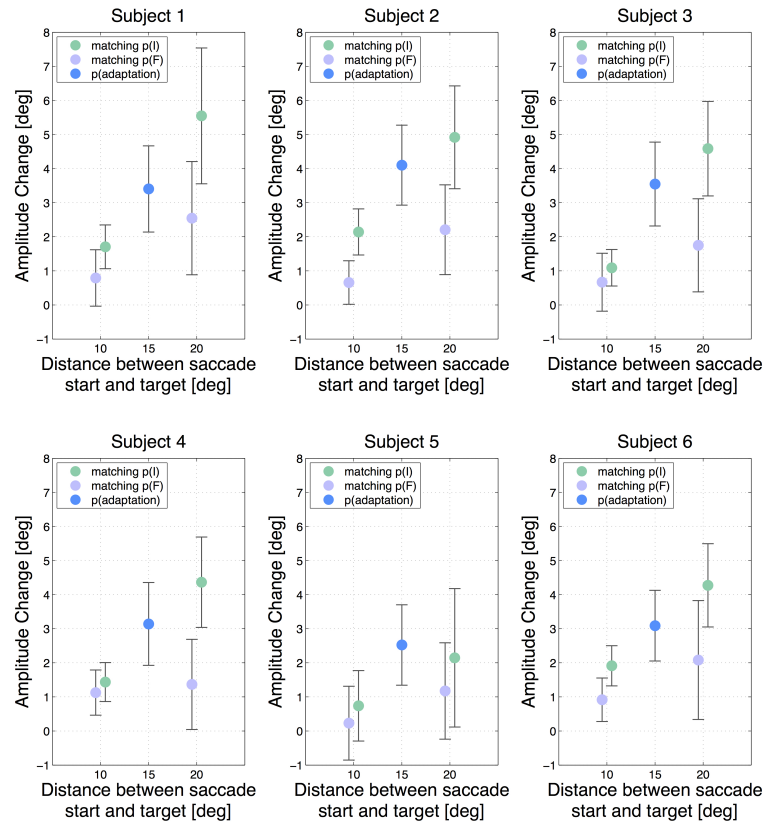 Subject 1
8
7
6
5
4
3
2
1
0
−1
Amplitude Change [deg]
matching p(I)
matching p(F)
p(adaptation)
10 15 20
Distance between saccade
start and target [deg]
Subject 2
8
7
6
5
4
3
2
1
0
−1
Amplitude Change [deg]
matching p(I)
matching p(F)
p(adaptation)
10 15 20
Distance between saccade
start and target [deg]
Subject 3
8
7
6
5
4
3
2
1
0
−1
Amplitude Change [deg]
matching p(I)
matching p(F)
p(adaptation)
10 15 20
Distance between saccade
start and target [deg]
Subject 4
8
7
6
5
4
3
2
1
0
−1
Amplitude Change [deg]
matching p(I)
matching p(F)
p(adaptation)
10 15 20
Distance between saccade
start and target [deg]
Subject 5
8
7
6
5
4
3
2
1
0
−1
Amplitude Change [deg]
matching p(I)
matching p(F)
p(adaptation)
10 15 20
Distance between saccade
start and target [deg]
Subject 6
8
7
6
5
4
3
2
1
0
−1
Amplitude Change [deg]
matching p(I)
matching p(F)
p(adaptation)
10 15 20
Distance between saccade
start and target [deg]